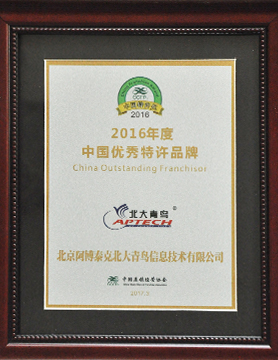 2016
2016年度
中国优秀特许品牌
China Outstanding Franchisor
北大青鸟
APTECH
北京阿博泰克北大青鸟信息技术有限公司
中国连锁经营协会
2017.3